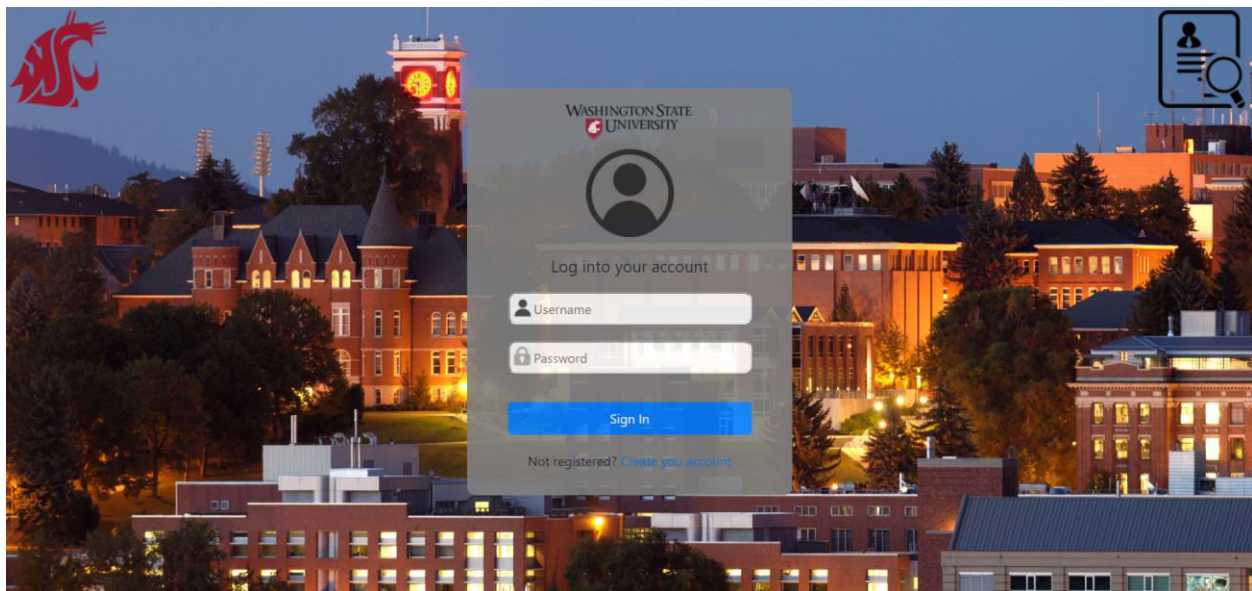 WASHINGTON STATE
UNIVERSITY
Log into your account
Username
Password
Sign In
Not registered? Create you account